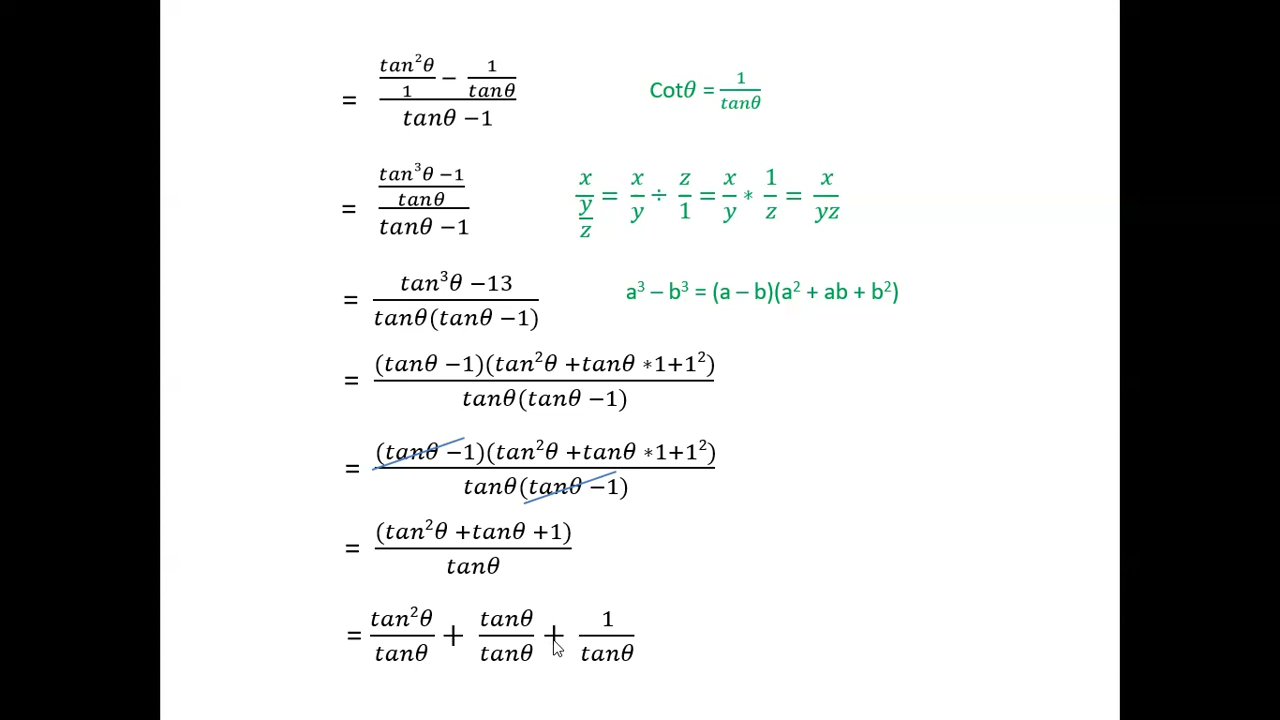 = (tan²θ/1 − 1/tanθ)/(tanθ −1)
Cotθ = 1/tanθ
= ((tan³θ −1)/tanθ)/(tanθ −1)
x/(y/z) = x/y ÷ z/1 = x/y * 1/z = x/yz
= (tan³θ −13)/(tanθ(tanθ −1))
a³ – b³ = (a – b)(a² + ab + b²)
= ((tanθ −1)(tan²θ +tanθ *1+1²))/(tanθ(tanθ −1))
= ((tanθ −1)(tan²θ +tanθ *1+1²))/(tanθ(tanθ −1))
= (tan²θ +tanθ +1)/tanθ
= tan²θ/tanθ + tanθ/tanθ + 1/tanθ